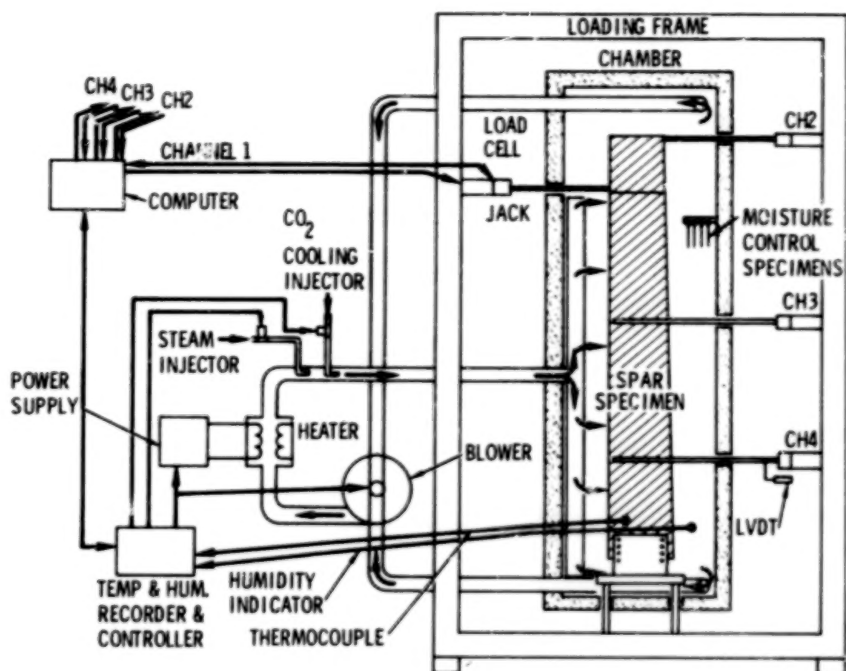 LOADING FRAME
CHAMBER
CH4
CH3
CH2
LOAD
CELL
CH2
CHANNEL 1
COMPUTER
JACK
MOISTURE
CONTROL
SPECIMENS
CO2
COOLING
INJECTOR
STEAM
INJECTOR
CH3
POWER
SUPPLY
SPAR
SPECIMEN
HEATER
BLOWER
CH4
LVDT
TEMP & HUM.
RECORDER &
CONTROLLER
HUMIDITY
INDICATOR
THERMOCOUPLE